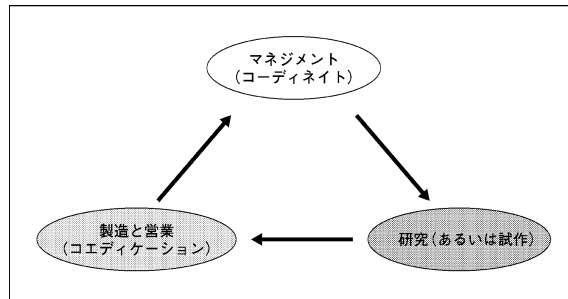 マネジメント
(コーディネイト)
製造と営業
(コエディケーション)
研究(あるいは試作)